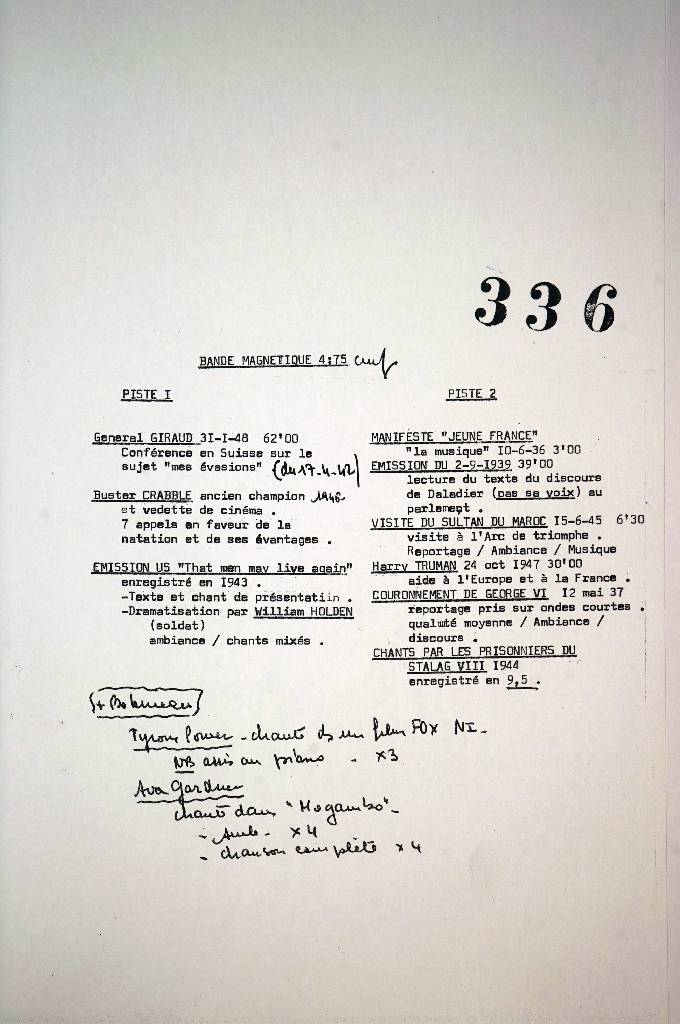 336
BANDE MAGNETIQUE 4:75
PISTE I
General GIRAUD 3I-I-48 62'00
Conférence en Suisse sur le
sujet "mes évasions" (du 17-4-42)
Buster CRABBLE ancien champion 1946-
et vedette de cinéma .
7 appels en faveur de la
natation et de ses évantages .
EMISSION US "That men may live again"
enregistré en I943 .
-Texte et chant de présentatiin .
-Dramatisation par William HOLDEN
(soldat)
ambiance / chants mixés .
PISTE 2
MANIFESTE "JEUNE FRANCE"
"la musique" I0-6-36 3'00
EMISSION DU 2-9-I939 39'00
lecture du texte du discours
de Daladier (pas sa voix) au
parlement .
VISITE DU SULTAN DU MAROC I5-6-45 6'30
visite à l'Arc de triomphe .
Reportage / Ambiance / Musique
Harry TRUMAN 24 oct I947 30'00
aide à l'Europe et à la France .
COURONNEMENT DE GEORGE VI I2 mai 37
reportage pris sur ondes courtes .
qualuté moyenne / Ambiance /
discours .
CHANTS PAR LES PRISONNIERS DU
STALAG VIII I944
enregistré en 9,5 .
Tyrone Power - chante ds un film FOX NI-
NB assis au piano - x3
Ava Gardner
chante dans "Mogambo"-
- x4
- chanson complète x4